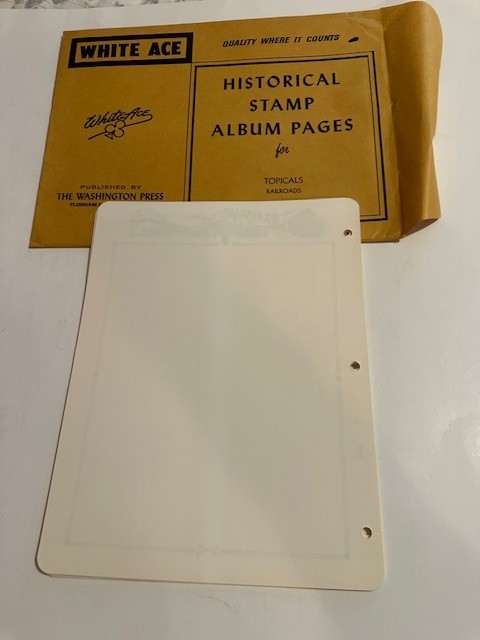 WHITE ACE
QUALITY WHERE IT COUNTS
HISTORICAL
STAMP
ALBUM PAGES
for
TOPICALS
RAILROADS
White Ace
PUBLISHED BY
THE WASHINGTON PRESS
FLORHAM